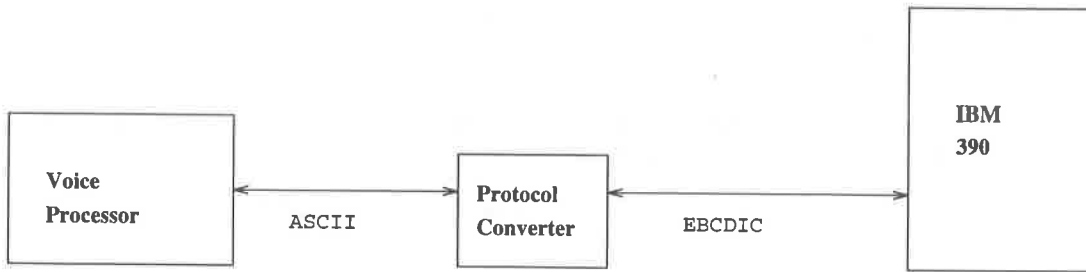 Voice
Processor
ASCII
Protocol
Converter
EBCDIC
IBM
390